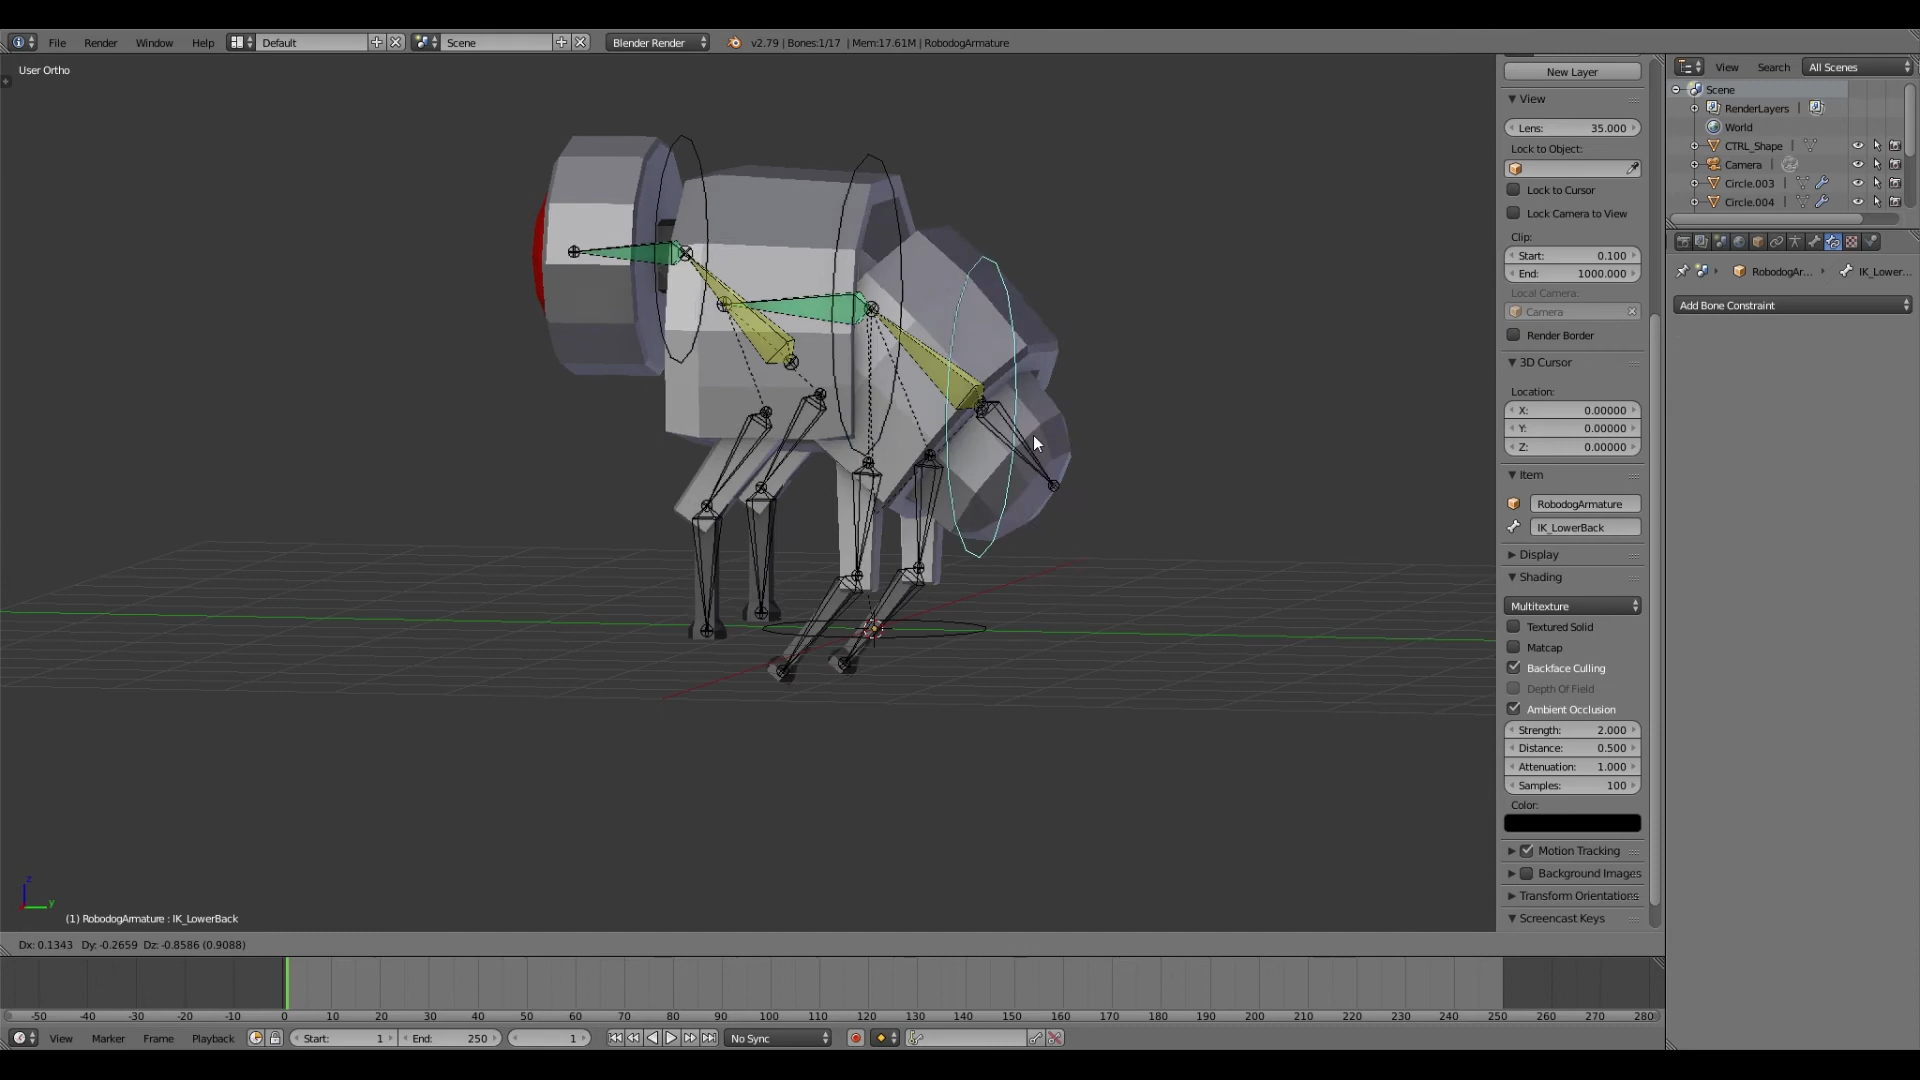 File Render Window Help Default Scene Blender Render v2.79 | Bones:1/17 | Mem:17.61M | RobodogArmature
User Ortho
New Layer
View
Lens: 35.000
Lock to Object:
Lock to Cursor
Lock Camera to View
Clip:
Start: 0.100
End: 1000.000
Local Camera:
Camera
Render Border
3D Cursor
Location:
X: 0.00000
Y: 0.00000
Z: 0.00000
Item
RobodogArmature
IK_LowerBack
Display
Shading
Multitexture
Textured Solid
Matcap
Backface Culling
Depth Of Field
Ambient Occlusion
Strength: 2.000
Distance: 0.500
Attenuation: 1.000
Samples: 100
Color:
Motion Tracking
Background Images
Transform Orientations
Screencast Keys
View Search All Scenes
Scene
RenderLayers
World
CTRL_Shape
Camera
Circle.003
Circle.004
RobodogAr... IK_Lower...
Add Bone Constraint
z
y
(1) RobodogArmature : IK_LowerBack
Dx: 0.1343 Dy: -0.2659 Dz: -0.8586 (0.9088)
-50 -40 -30 -20 -10 0 10 20 30 40 50 60 70 80 90 100 110 120 130 140 150 160 170 180 190 200 210 220 230 240 250 260 270 280
View Marker Frame Playback Start: 1 End: 250 1 No Sync